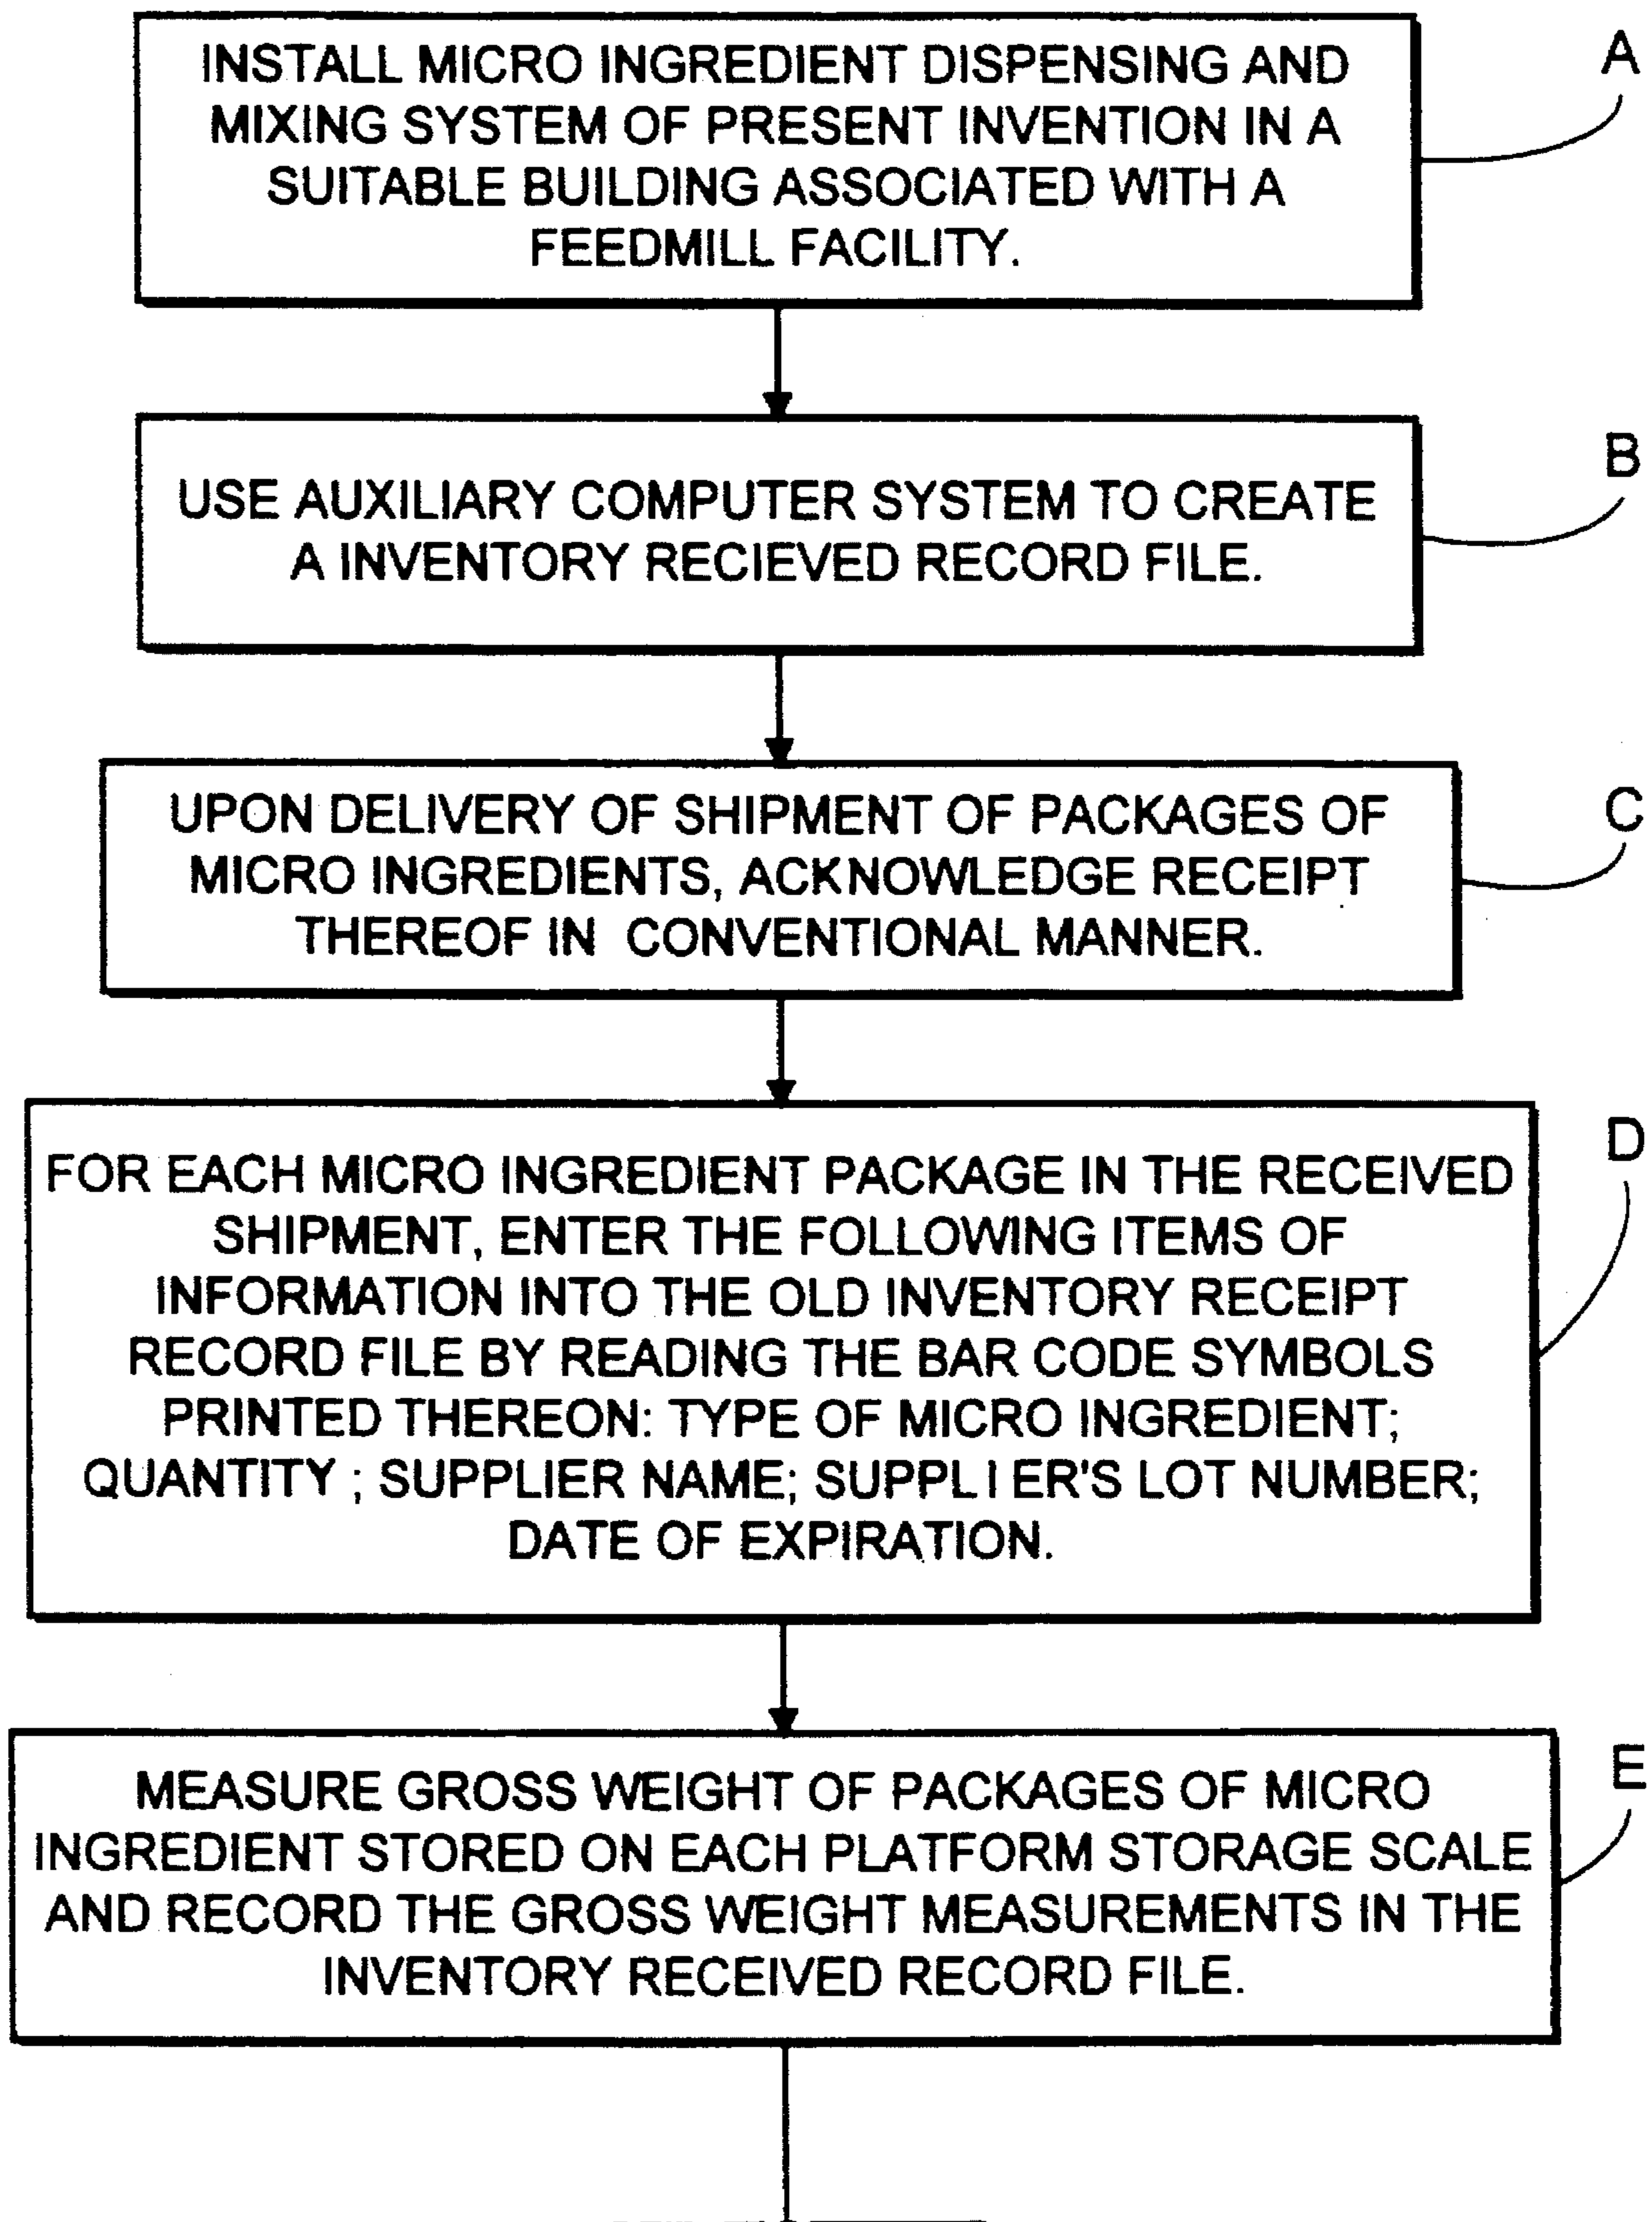 INSTALL MICRO INGREDIENT DISPENSING AND
MIXING SYSTEM OF PRESENT INVENTION IN A
SUITABLE BUILDING ASSOCIATED WITH A
FEEDMILL FACILITY.
A
USE AUXILIARY COMPUTER SYSTEM TO CREATE
A INVENTORY RECIEVED RECORD FILE.
B
UPON DELIVERY OF SHIPMENT OF PACKAGES OF
MICRO INGREDIENTS, ACKNOWLEDGE RECEIPT
THEREOF IN CONVENTIONAL MANNER.
C
FOR EACH MICRO INGREDIENT PACKAGE IN THE RECEIVED
SHIPMENT, ENTER THE FOLLOWING ITEMS OF
INFORMATION INTO THE OLD INVENTORY RECEIPT
RECORD FILE BY READING THE BAR CODE SYMBOLS
PRINTED THEREON: TYPE OF MICRO INGREDIENT;
QUANTITY ; SUPPLIER NAME; SUPPLIER'S LOT NUMBER;
DATE OF EXPIRATION.
D
MEASURE GROSS WEIGHT OF PACKAGES OF MICRO
INGREDIENT STORED ON EACH PLATFORM STORAGE SCALE
AND RECORD THE GROSS WEIGHT MEASUREMENTS IN THE
INVENTORY RECEIVED RECORD FILE.
E